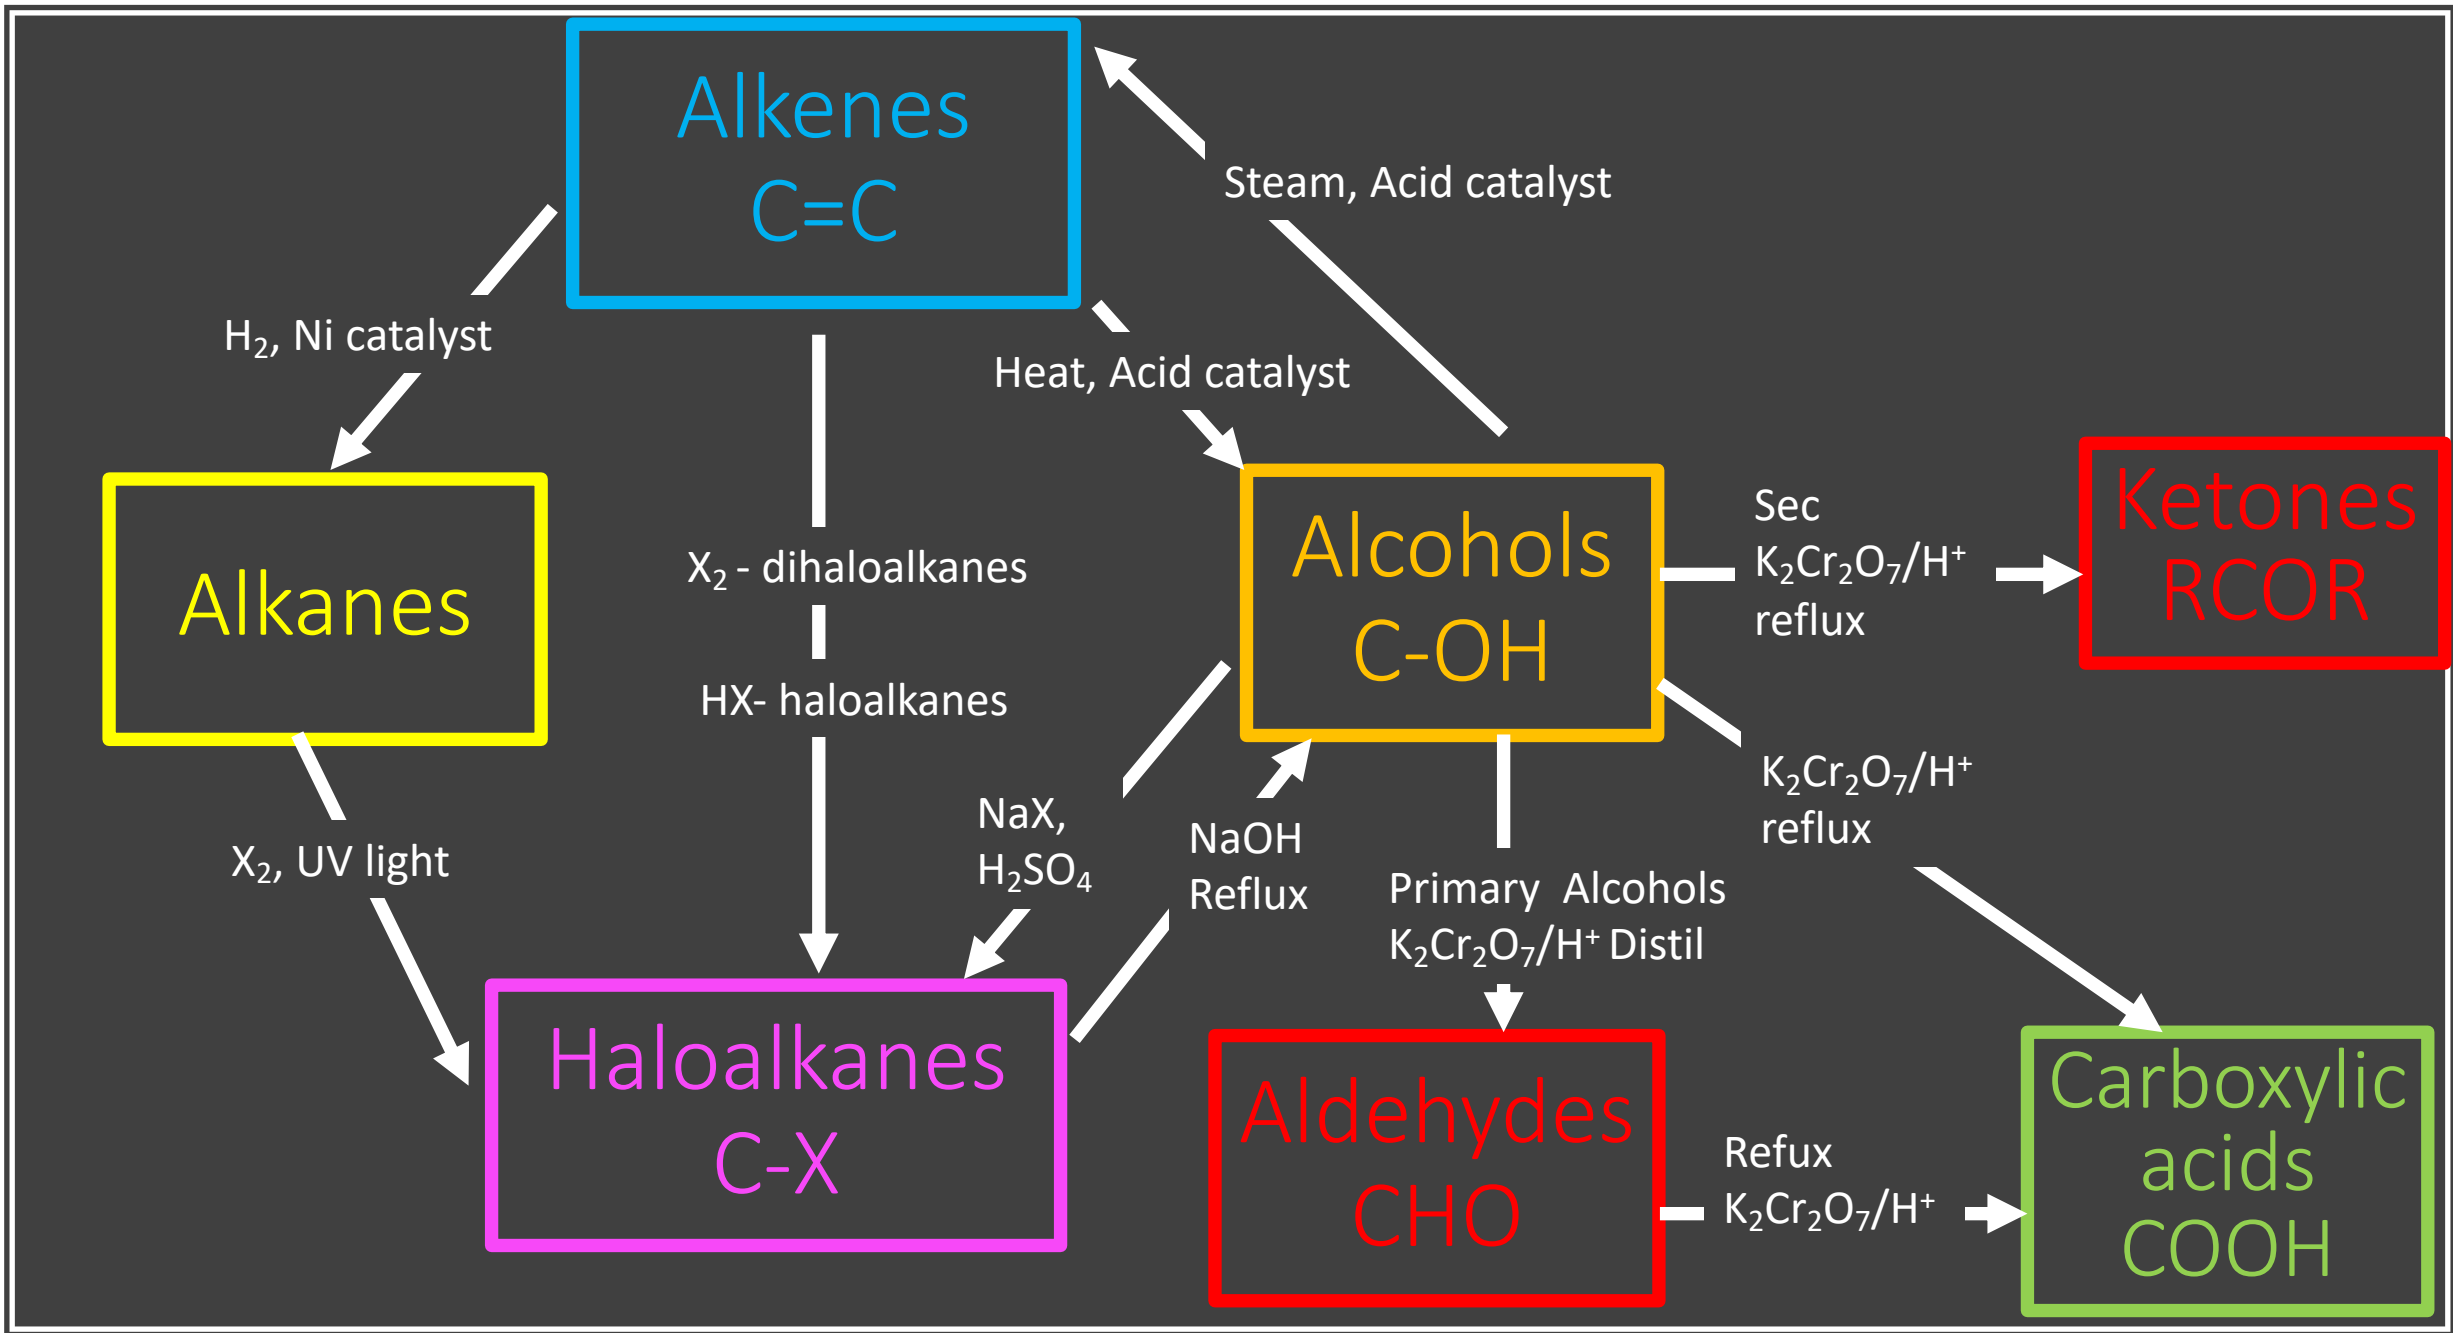 Alkenes
C=C
Steam, Acid catalyst
H₂, Ni catalyst
Heat, Acid catalyst
Alkanes
X₂ - dihaloalkanes
HX- haloalkanes
Alcohols
C-OH
Sec
K₂Cr₂O₇/H⁺
reflux
Ketones
RCOR
X₂, UV light
NaX,
H₂SO₄
NaOH
Reflux
Primary Alcohols
K₂Cr₂O₇/H⁺ Distil
K₂Cr₂O₇/H⁺
reflux
Haloalkanes
C-X
Aldehydes
CHO
Refux
K₂Cr₂O₇/H⁺
Carboxylic
acids
COOH